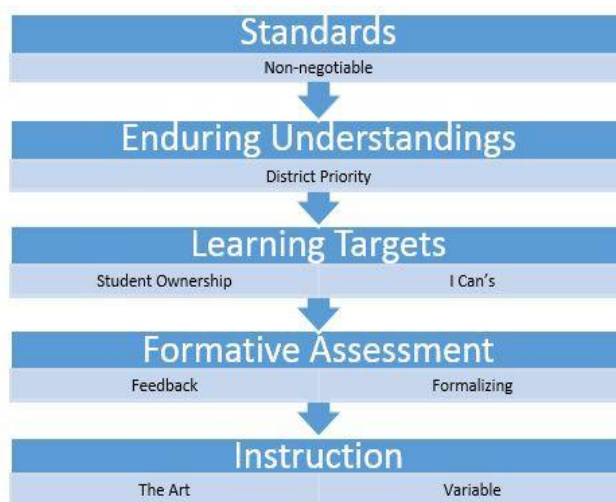 Standards
Non-negotiable
Enduring Understandings
District Priority
Learning Targets
Student Ownership I Can's
Formative Assessment
Feedback Formalizing
Instruction
The Art Variable